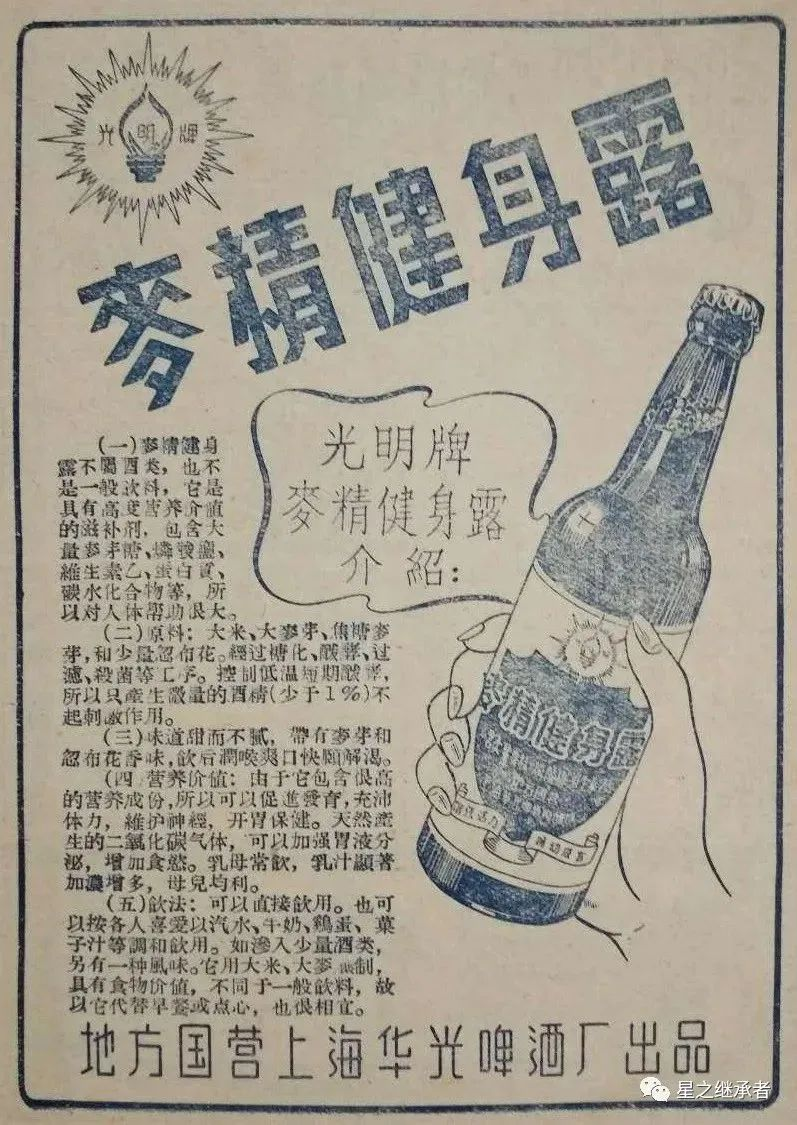 光明牌
麥精健身露
光明牌
麥精健身露
介紹：
(一)麥精健身
露不屬酒类，也不
是一般飲料，它是
具有高度营养价值
的滋补剂，包含大
量麥芽糖、燐酸鹽、
維生素乙、蛋白質、
碳水化合物等，所
以对人体幫助很大。
(二)原料：大米、大麥芽、焦糖麥
芽，和少量忽布花。經过糖化、醱酵、过
濾、殺菌等工序。控制低温短期醱酵，
所以只產生微量的酒精(少于1%)不
起刺激作用。
(三)味道甜而不膩，帶有麥芽和
忽布花香味，飲后潤喉爽口快願解渴。
(四)营养价值：由于它包含很高
的营养成份，所以可以促進發育，充沛
体力，維护神經，开胃保健。天然產
生的二氧化碳气体，可以加强胃液分
泌，增加食慾。乳母常飲，乳汁顯著
加濃增多，母兒均利。
(五)飲法：可以直接飲用。也可
以按各人喜爱以汽水、牛奶、鷄蛋、菓
子汁等調和飲用。如滲入少量酒类，
另有一种風味。它用大米、大麥制，
具有食物价值，不同于一般飲料，故
以它代替早餐或点心，也很相宜。
麥精健身露
地方国营上海华光啤酒厂出品
星之继承者